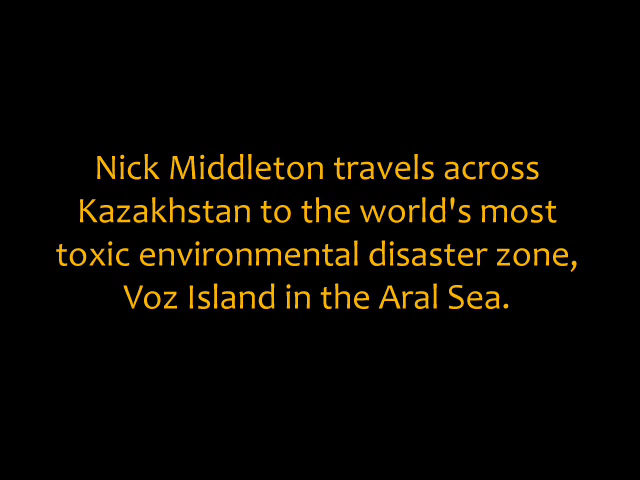 Nick Middleton travels across
Kazakhstan to the world's most
toxic environmental disaster zone,
Voz Island in the Aral Sea.